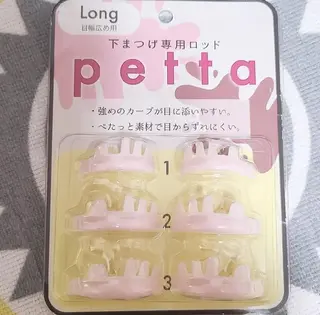 Long
目幅広め用
下まつげ専用ロッド
petta
・強めのカーブが目に添いやすい。
・ぺたっと素材で目からずれにくい。
1
2
3